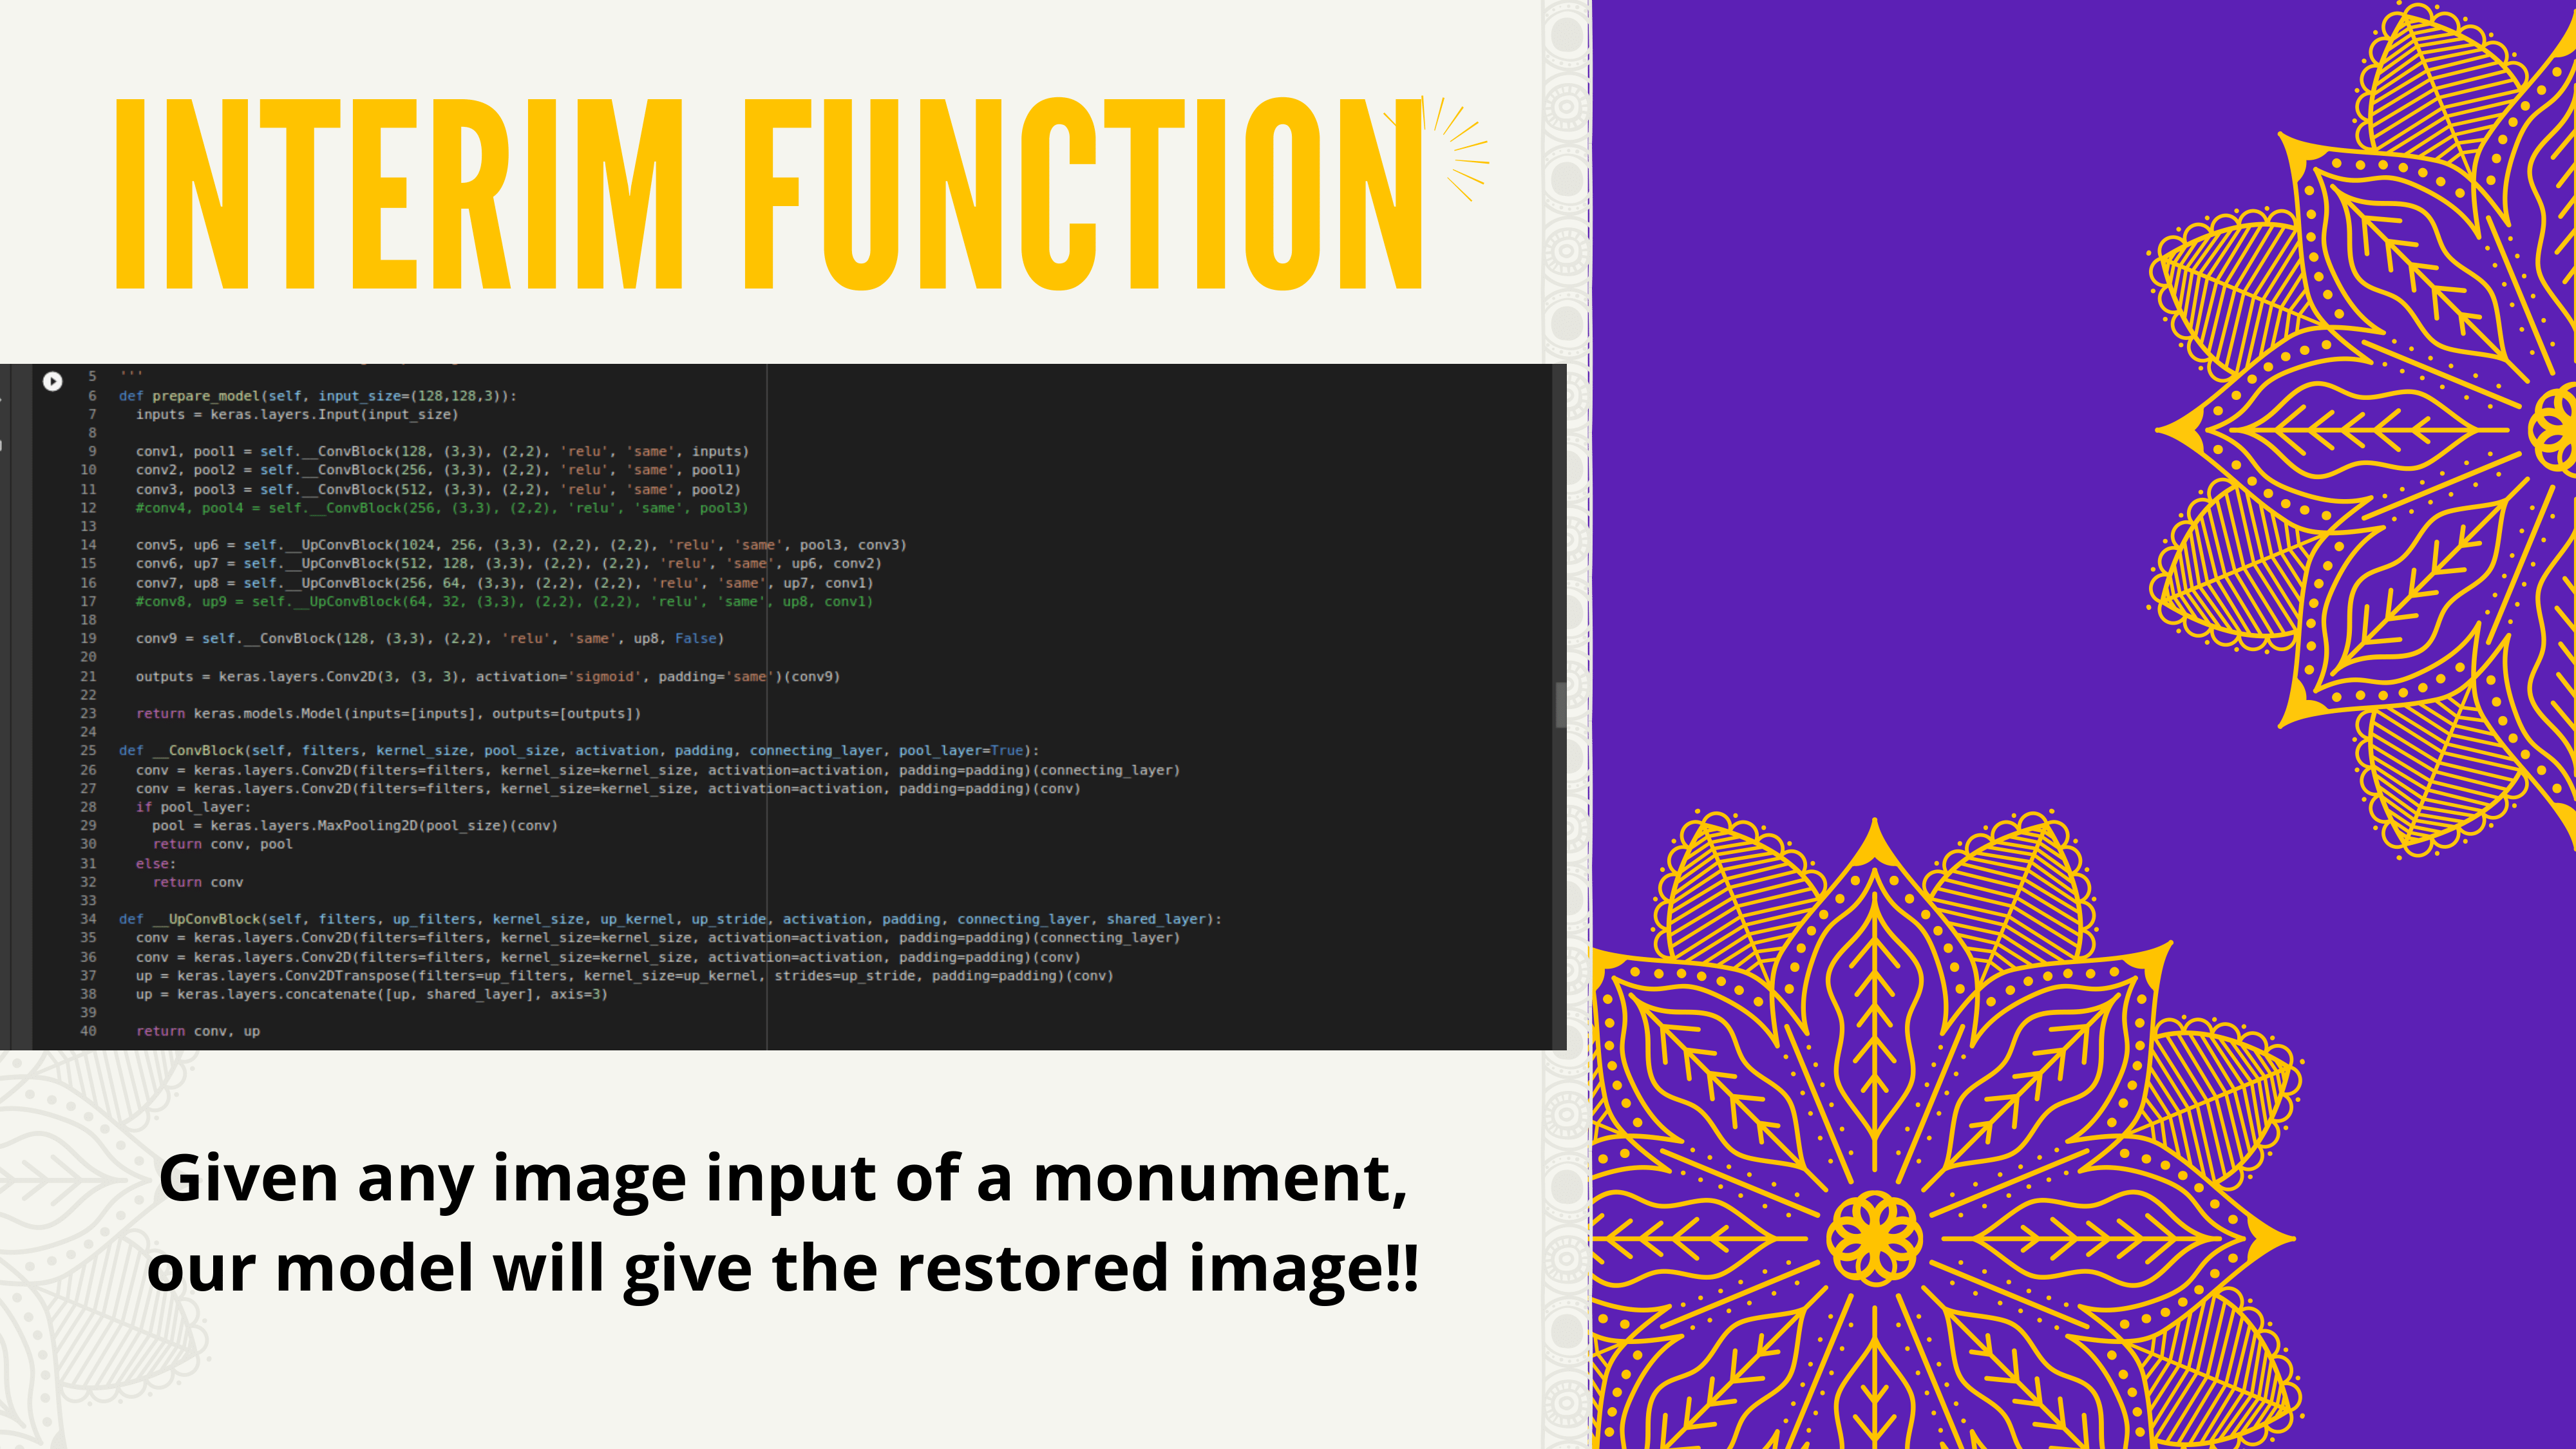 INTERIM FUNCTION
5 '''
6 def prepare_model(self, input_size=(128,128,3)):
7 inputs = keras.layers.Input(input_size)
8
9 conv1, pool1 = self.__ConvBlock(128, (3,3), (2,2), 'relu', 'same', inputs)
10 conv2, pool2 = self.__ConvBlock(256, (3,3), (2,2), 'relu', 'same', pool1)
11 conv3, pool3 = self.__ConvBlock(512, (3,3), (2,2), 'relu', 'same', pool2)
12 #conv4, pool4 = self.__ConvBlock(256, (3,3), (2,2), 'relu', 'same', pool3)
13
14 conv5, up6 = self.__UpConvBlock(1024, 256, (3,3), (2,2), (2,2), 'relu', 'same', pool3, conv3)
15 conv6, up7 = self.__UpConvBlock(512, 128, (3,3), (2,2), (2,2), 'relu', 'same', up6, conv2)
16 conv7, up8 = self.__UpConvBlock(256, 64, (3,3), (2,2), (2,2), 'relu', 'same', up7, conv1)
17 #conv8, up9 = self.__UpConvBlock(64, 32, (3,3), (2,2), (2,2), 'relu', 'same', up8, conv1)
18
19 conv9 = self.__ConvBlock(128, (3,3), (2,2), 'relu', 'same', up8, False)
20
21 outputs = keras.layers.Conv2D(3, (3, 3), activation='sigmoid', padding='same')(conv9)
22
23 return keras.models.Model(inputs=[inputs], outputs=[outputs])
24
25 def __ConvBlock(self, filters, kernel_size, pool_size, activation, padding, connecting_layer, pool_layer=True):
26 conv = keras.layers.Conv2D(filters=filters, kernel_size=kernel_size, activation=activation, padding=padding)(connecting_layer)
27 conv = keras.layers.Conv2D(filters=filters, kernel_size=kernel_size, activation=activation, padding=padding)(conv)
28 if pool_layer:
29 pool = keras.layers.MaxPooling2D(pool_size)(conv)
30 return conv, pool
31 else:
32 return conv
33
34 def __UpConvBlock(self, filters, up_filters, kernel_size, up_kernel, up_stride, activation, padding, connecting_layer, shared_layer):
35 conv = keras.layers.Conv2D(filters=filters, kernel_size=kernel_size, activation=activation, padding=padding)(connecting_layer)
36 conv = keras.layers.Conv2D(filters=filters, kernel_size=kernel_size, activation=activation, padding=padding)(conv)
37 up = keras.layers.Conv2DTranspose(filters=up_filters, kernel_size=up_kernel, strides=up_stride, padding=padding)(conv)
38 up = keras.layers.concatenate([up, shared_layer], axis=3)
39
40 return conv, up
Given any image input of a monument,
our model will give the restored image!!